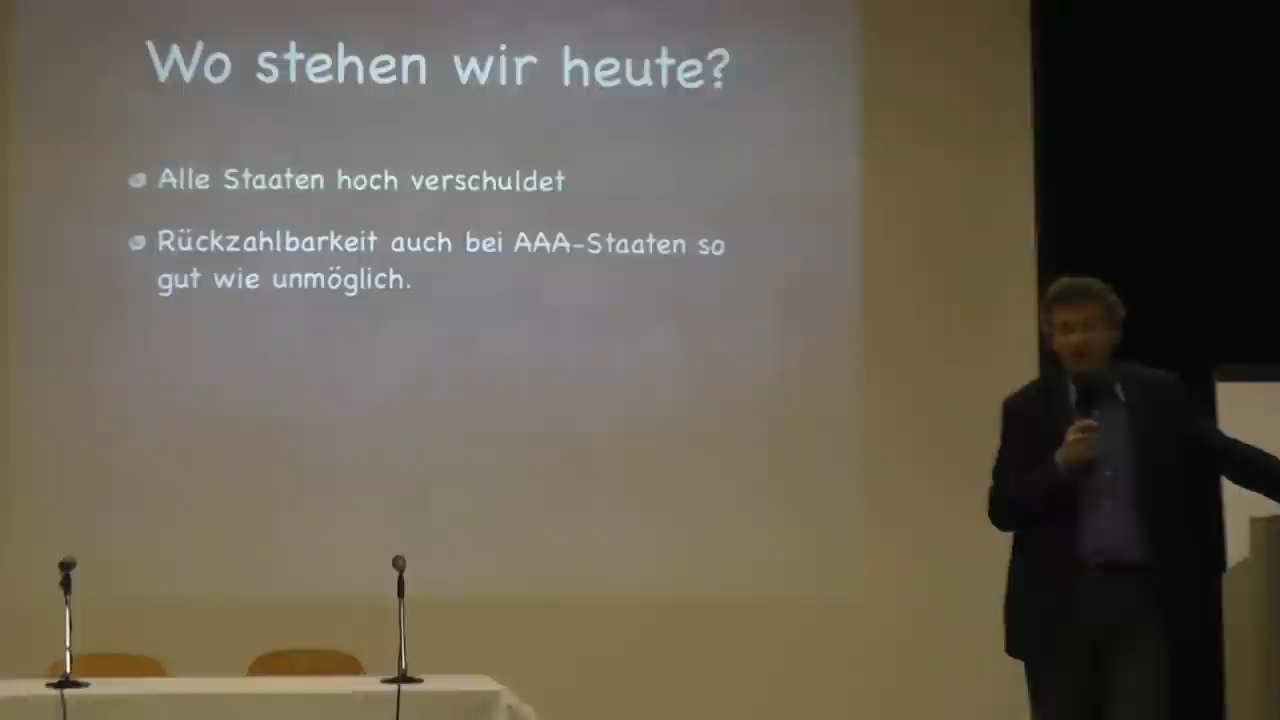 Wo stehen wir heute?
Alle Staaten hoch verschuldet
Rückzahlbarkeit auch bei AAA-Staaten so
gut wie unmöglich.